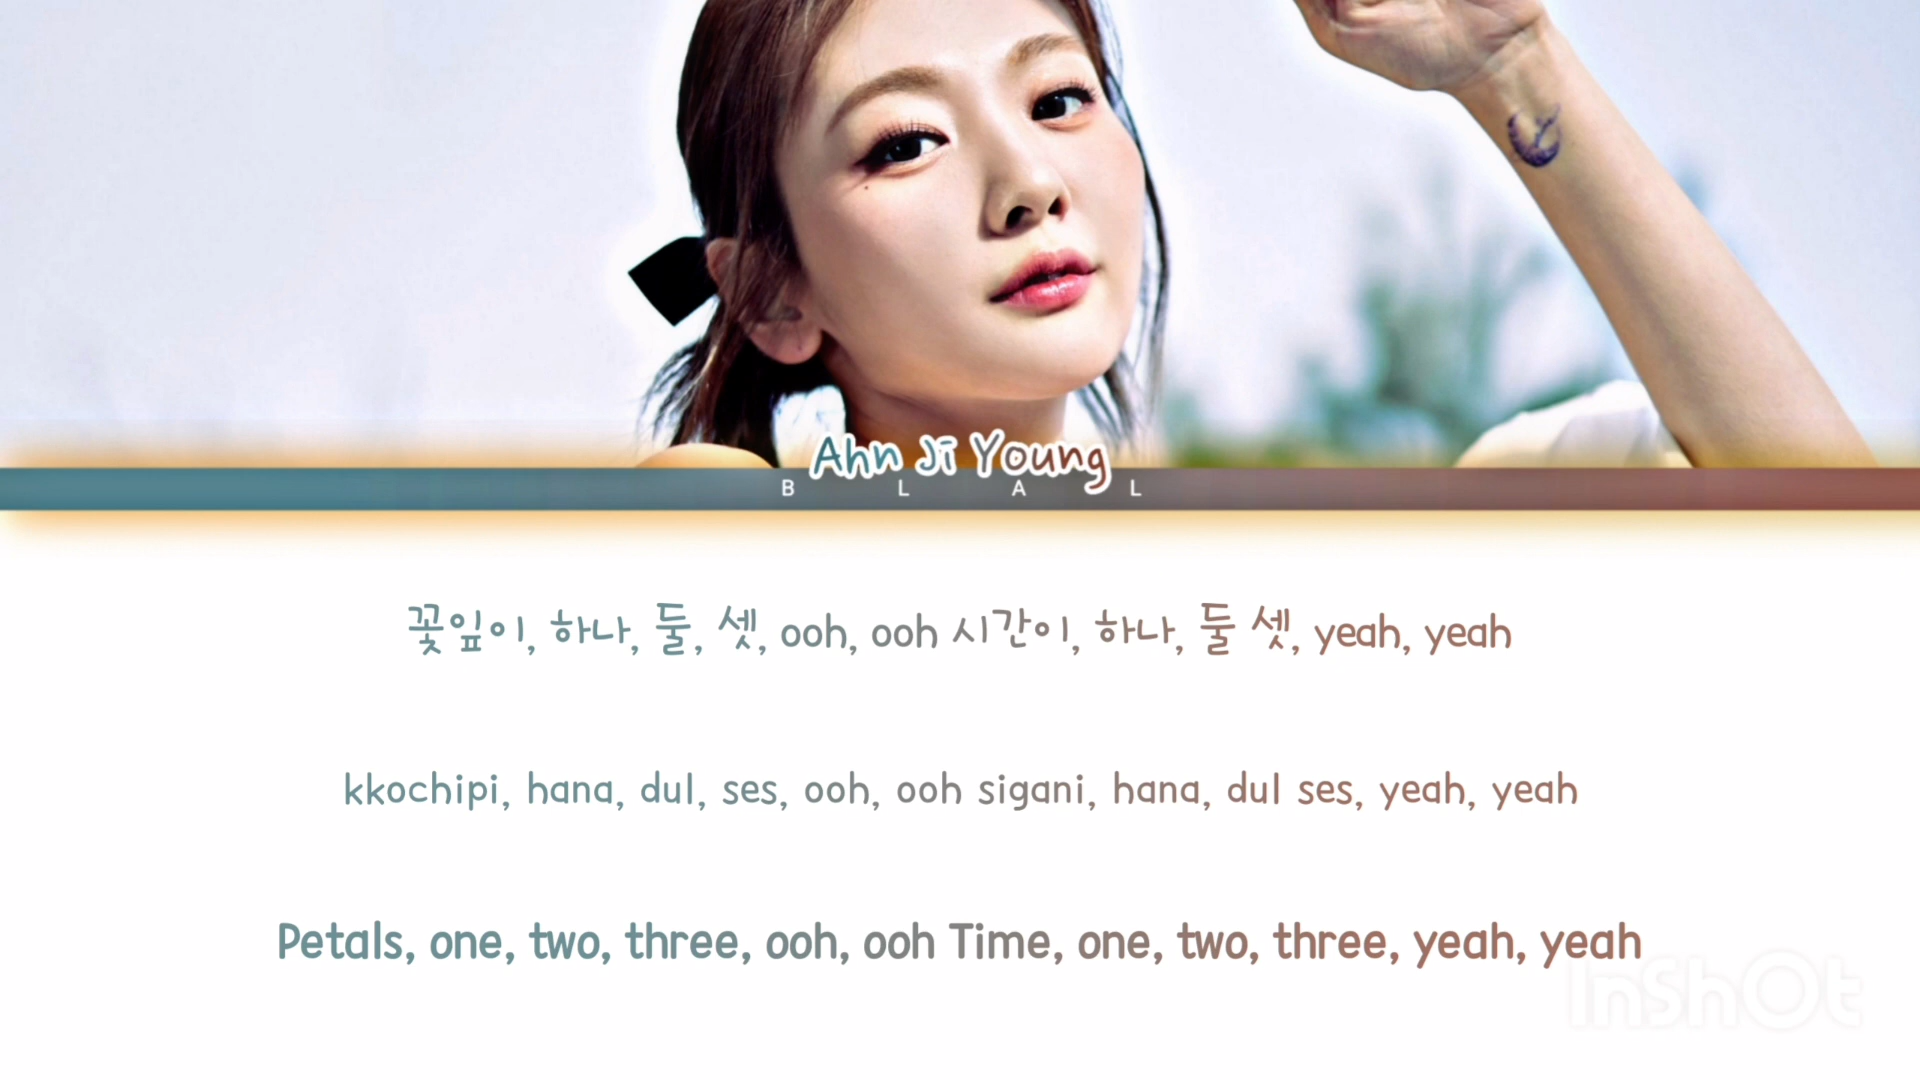 Ahn Ji Young
B L A L
꽃잎이, 하나, 둘, 셋, ooh, ooh 시간이, 하나, 둘 셋, yeah, yeah
kkochipi, hana, dul, ses, ooh, ooh sigani, hana, dul ses, yeah, yeah
Petals, one, two, three, ooh, ooh Time, one, two, three, yeah, yeah
InShOt